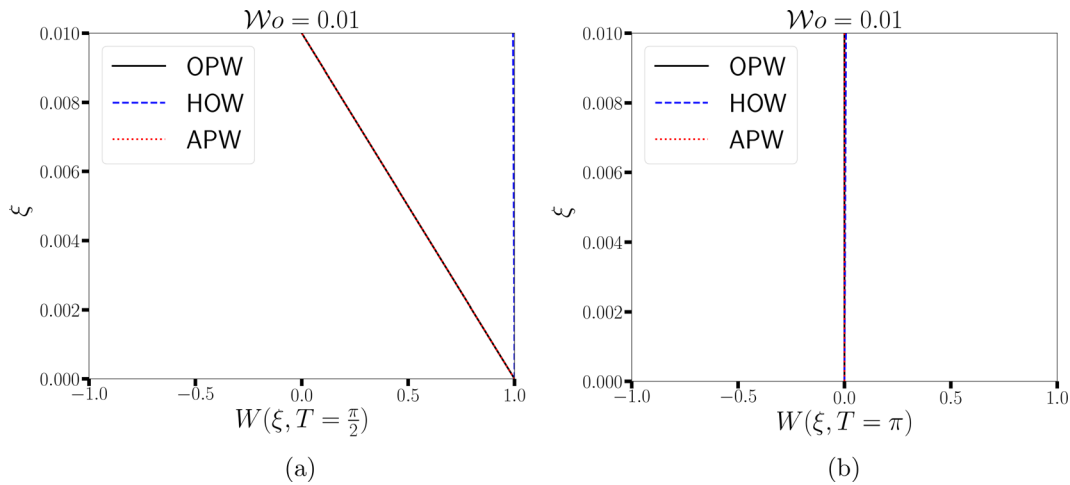 𝒲o = 0.01
0.010
0.008
0.006
0.004
0.002
0.000
ξ
OPW
HOW
APW
−1.0 −0.5 0.0 0.5 1.0
W(ξ, T = π/2)
(a)
𝒲o = 0.01
0.010
0.008
0.006
0.004
0.002
0.000
ξ
OPW
HOW
APW
−1.0 −0.5 0.0 0.5 1.0
W(ξ, T = π)
(b)